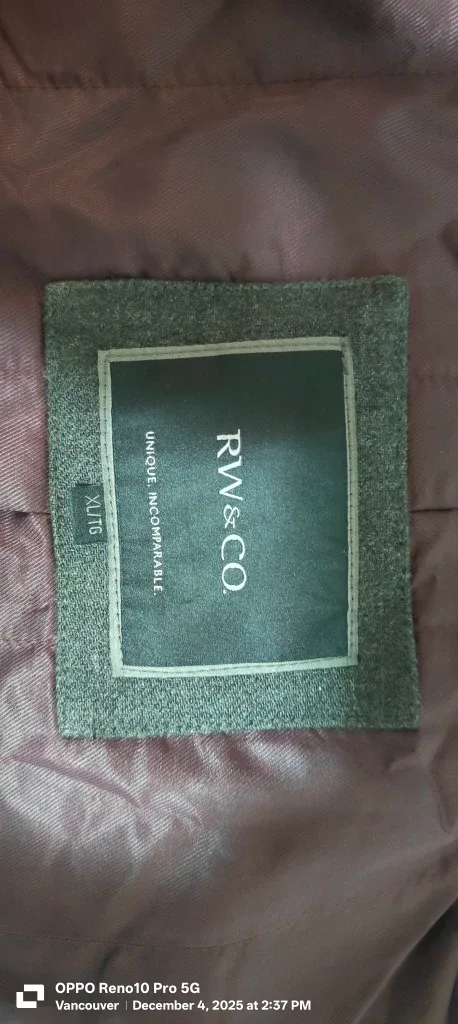 RW&CO.
UNIQUE. INCOMPARABLE.
XL/TG
OPPO Reno10 Pro 5G
Vancouver | December 4, 2025 at 2:37 PM